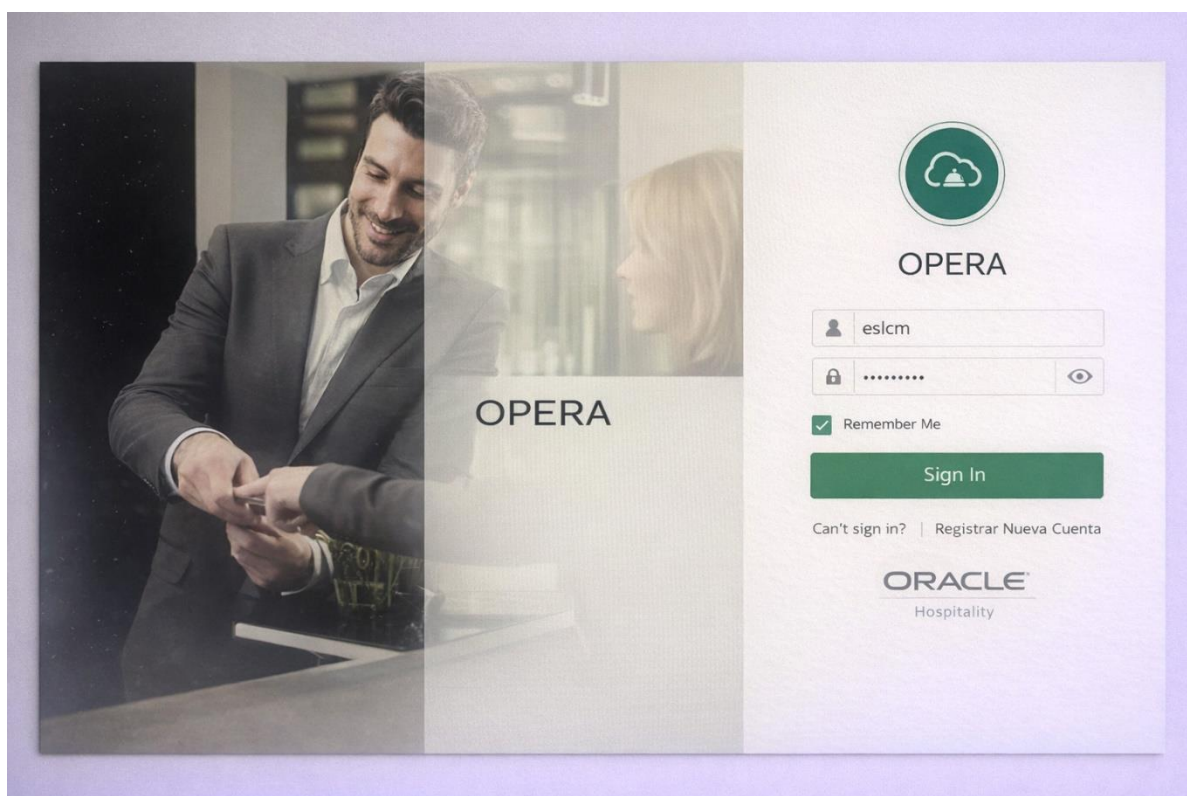 OPERA
OPERA
eslcm
•••••••••
Remember Me
Sign In
Can't sign in? | Registrar Nueva Cuenta
ORACLE
Hospitality